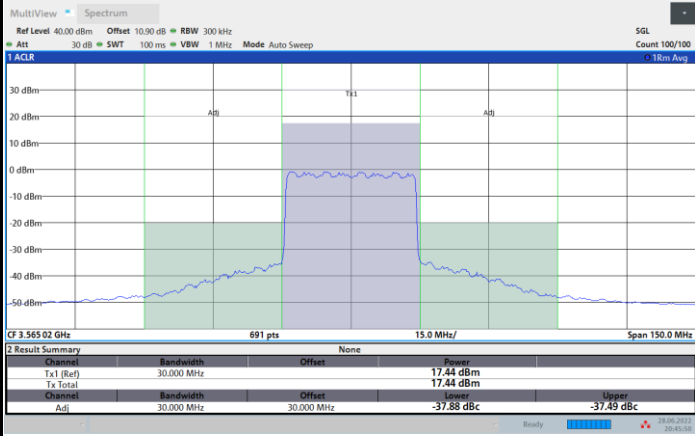 MultiView Spectrum
Ref Level 40.00 dBm Offset 10.90 dB RBW 300 kHz SGL
Att 30 dB SWT 100 ms VBW 1 MHz Mode Auto Sweep Count 100/100
1 ACLR 1Rm Avg
30 dBm
Tx1
20 dBm
Adj Adj
10 dBm
0 dBm
-10 dBm
-20 dBm
-30 dBm
-40 dBm
-50 dBm
CF 3.565 02 GHz 691 pts 15.0 MHz/ Span 150.0 MHz
2 Result Summary None
Channel Bandwidth Offset Power
Tx1 (Ref) 30.000 MHz 17.44 dBm
Tx Total 17.44 dBm
Channel Bandwidth Offset Lower Upper
Adj 30.000 MHz 30.000 MHz -37.88 dBc -37.49 dBc
Ready 28.06.2022
20:45:58